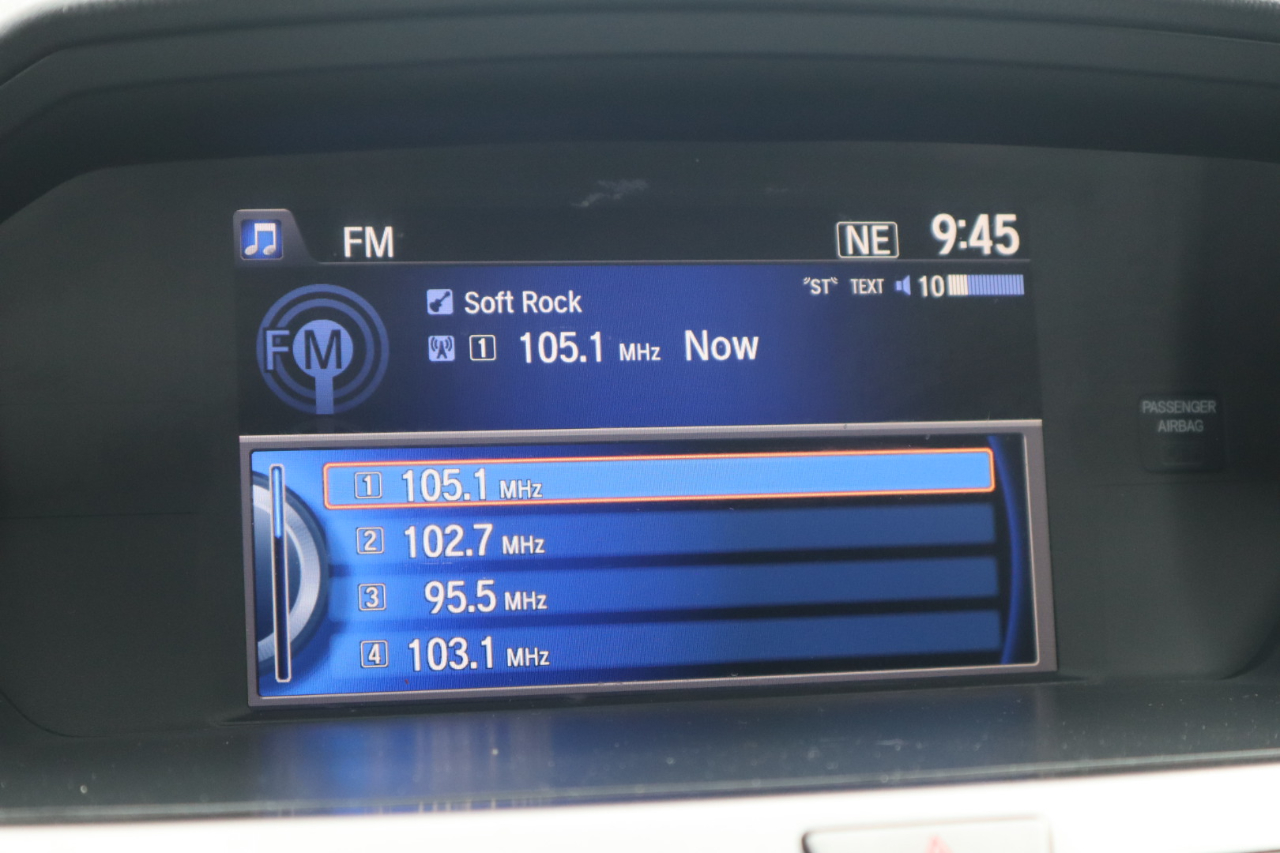 FM NE 9:45
"ST" TEXT 10
Soft Rock
FM 1 105.1 MHz Now
PASSENGER
AIRBAG
1 105.1 MHz
2 102.7 MHz
3 95.5 MHz
4 103.1 MHz